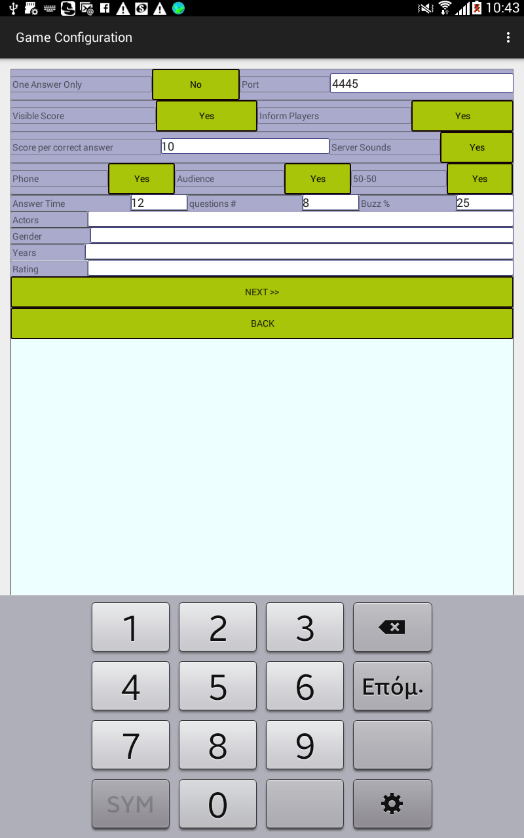 10:43
Game Configuration
One Answer Only No Port 4445
Visible Score Yes Inform Players Yes
Score per correct answer 10 Server Sounds Yes
Phone Yes Audience Yes 50-50 Yes
Answer Time 12 questions # 8 Buzz % 25
Actors
Gender
Years
Rating
NEXT >>
BACK
1 2 3
4 5 6 Επόμ.
7 8 9
SYM 0